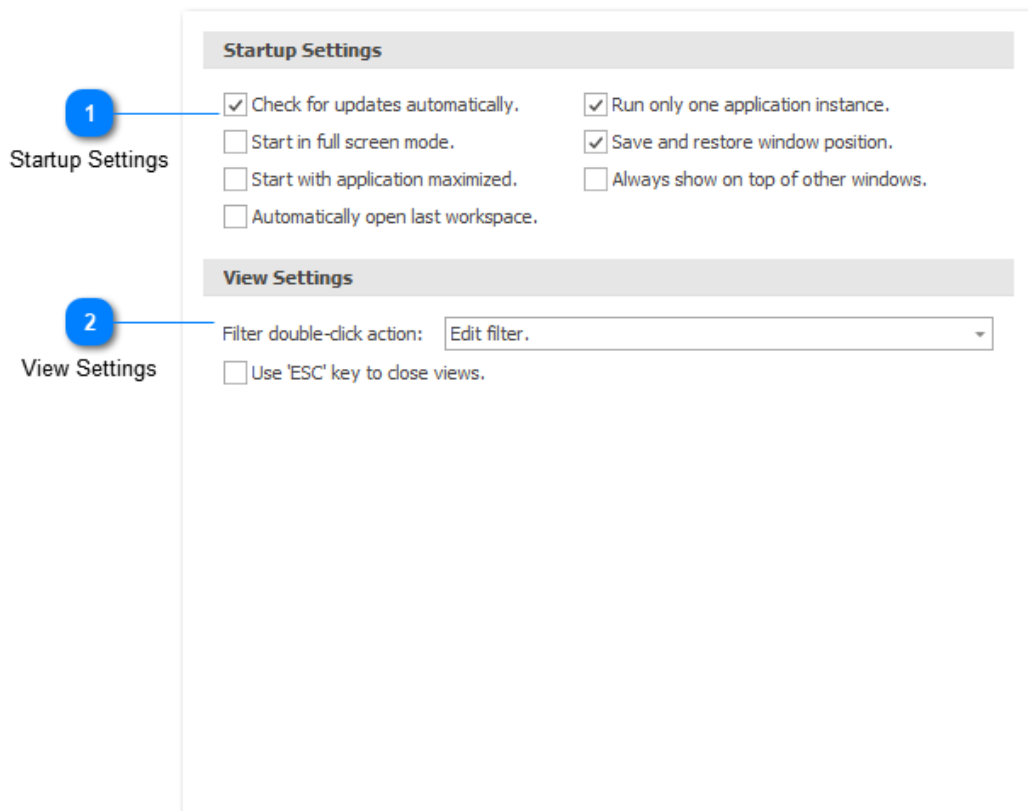 Startup Settings
1
Startup Settings
Check for updates automatically.
Run only one application instance.
Start in full screen mode.
Save and restore window position.
Start with application maximized.
Always show on top of other windows.
Automatically open last workspace.
View Settings
2
View Settings
Filter double-click action: Edit filter.
Use 'ESC' key to close views.